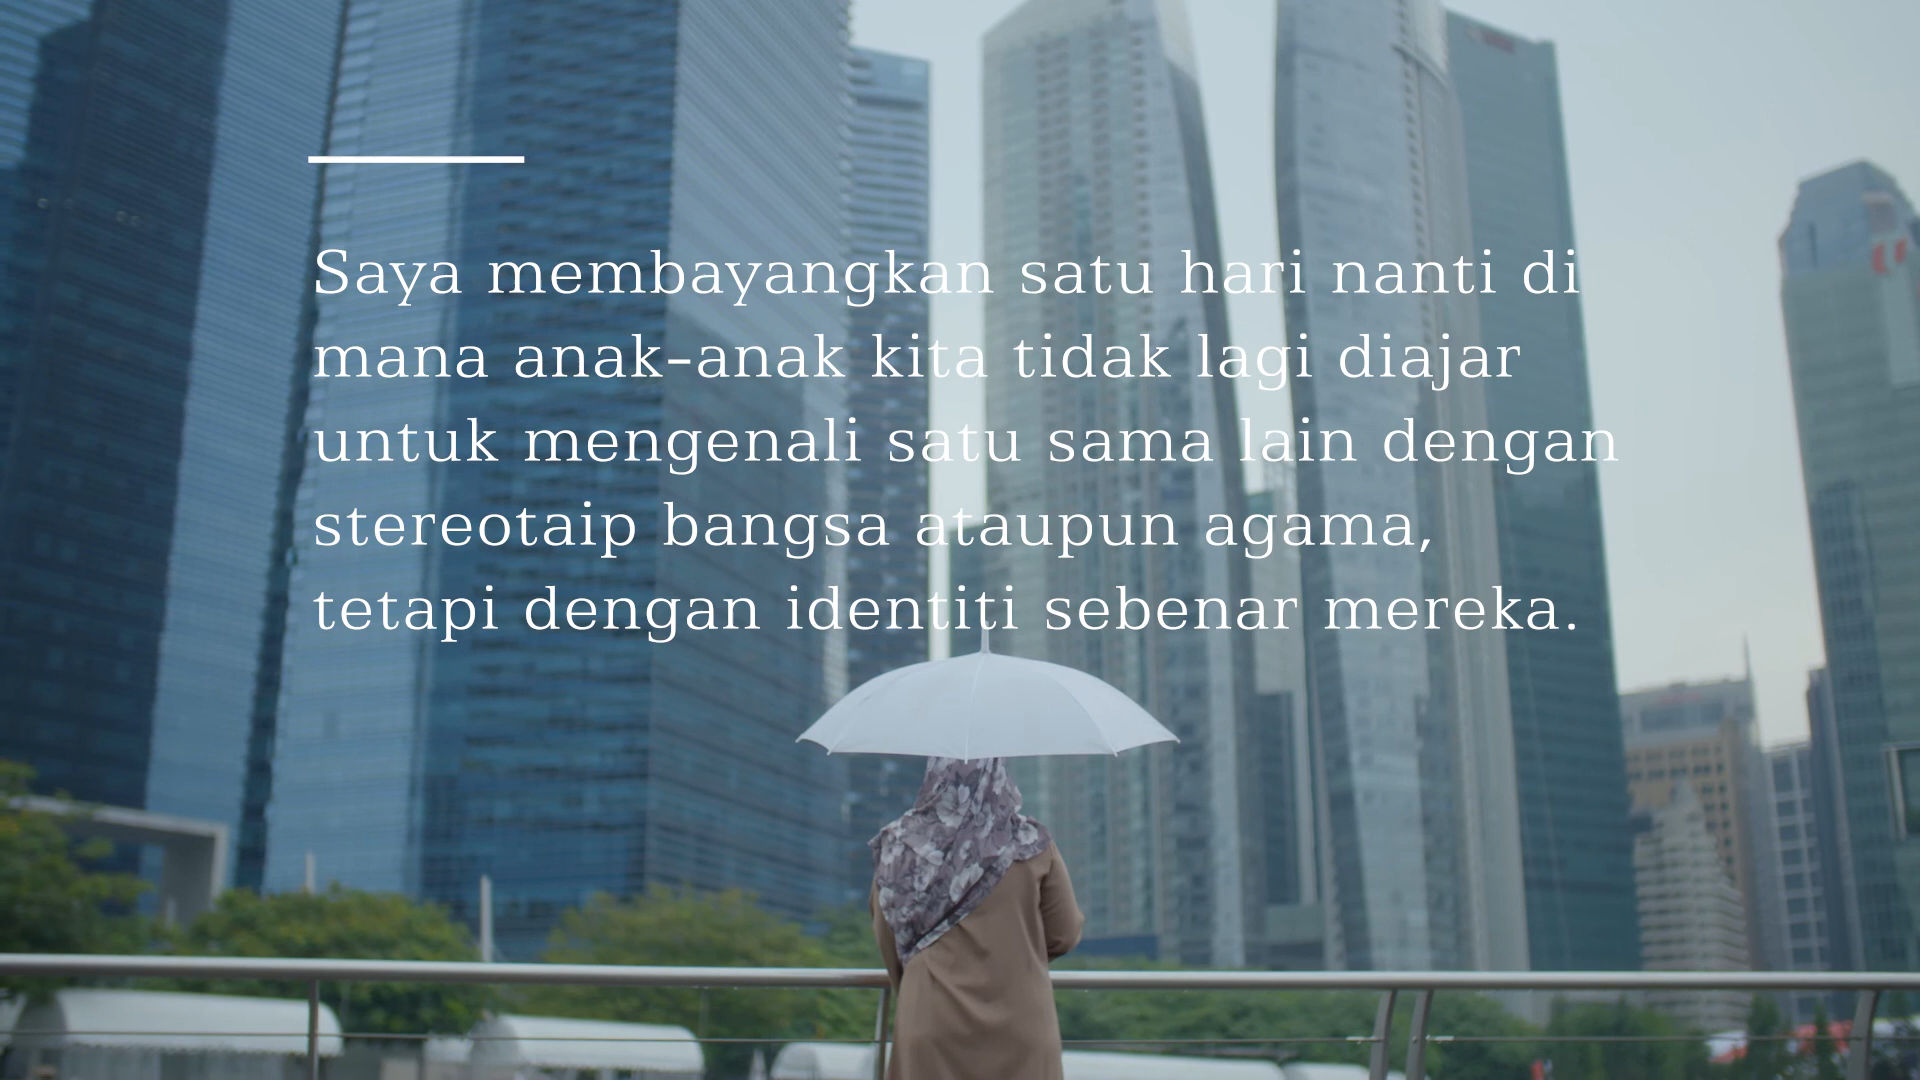 Saya membayangkan satu hari nanti di
mana anak-anak kita tidak lagi diajar
untuk mengenali satu sama lain dengan
stereotaip bangsa ataupun agama,
tetapi dengan identiti sebenar mereka.